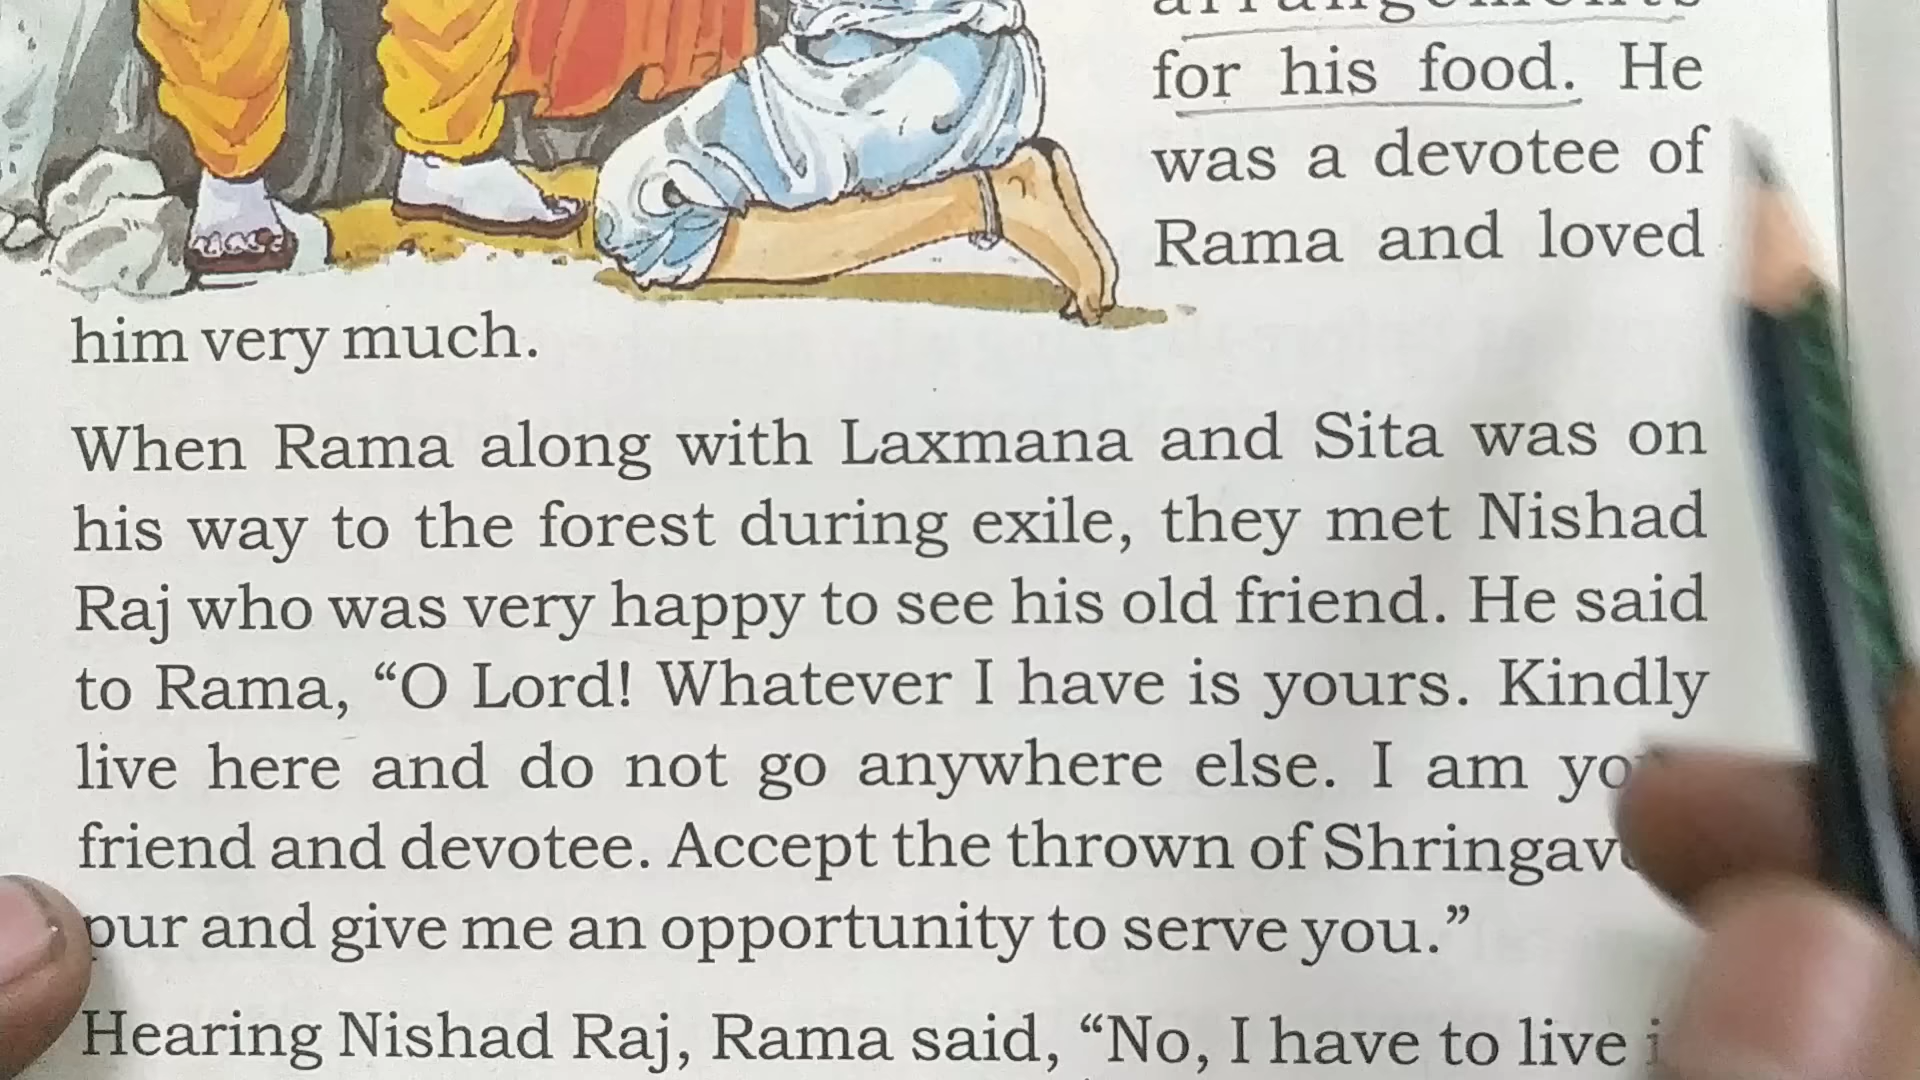 arrangements
for his food. He
was a devotee of
Rama and loved
him very much.
When Rama along with Laxmana and Sita was on
his way to the forest during exile, they met Nishad
Raj who was very happy to see his old friend. He said
to Rama, “O Lord! Whatever I have is yours. Kindly
live here and do not go anywhere else. I am
friend and devotee. Accept the thrown of
pur and give me an opportunity to serve you.”
Hearing Nishad Raj, Rama said, “No, I have to live